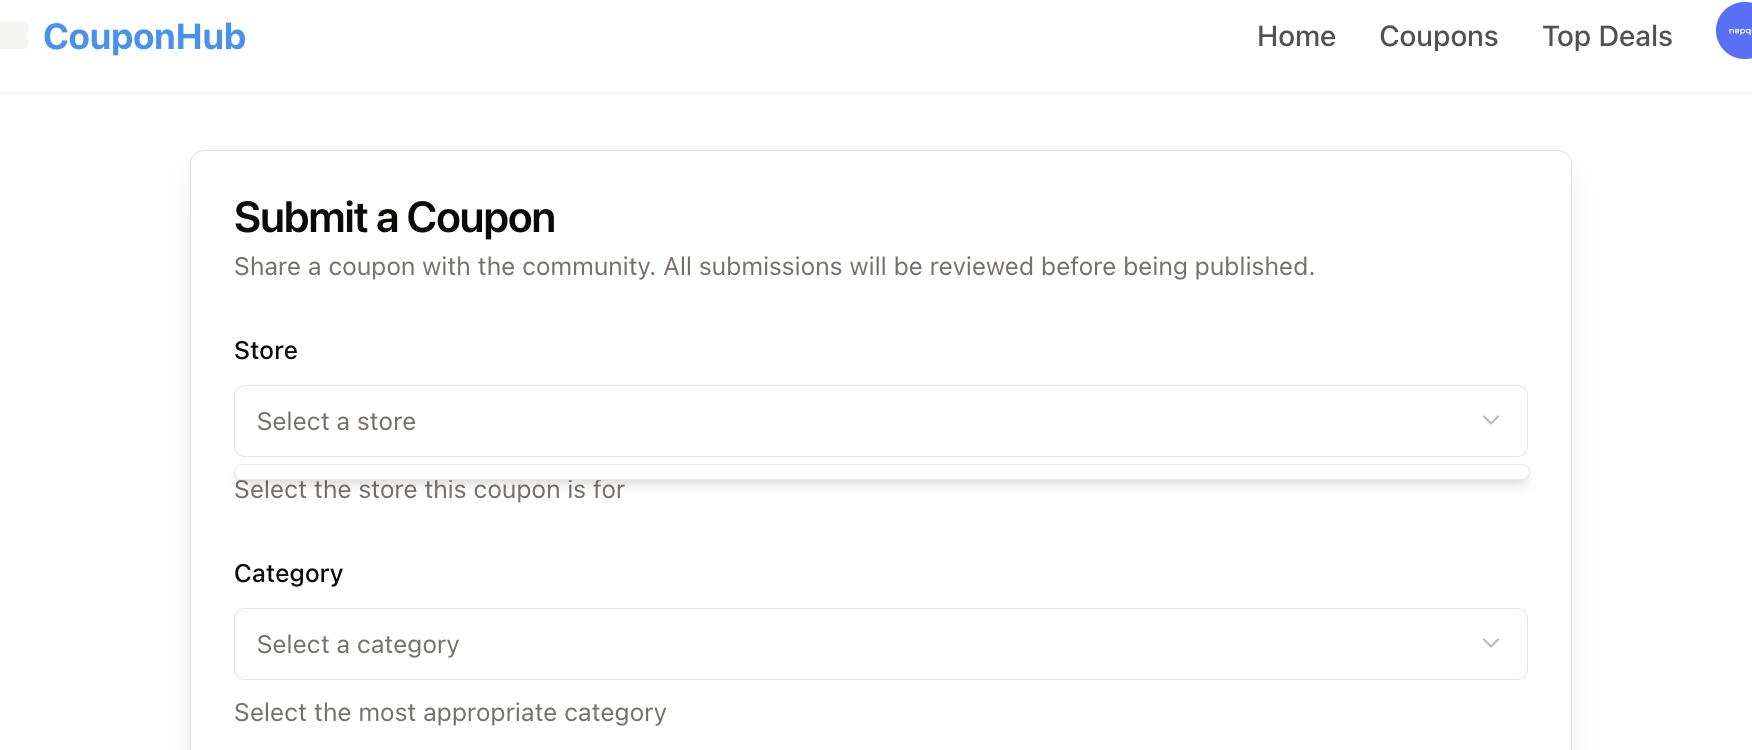 CouponHub
Home
Coupons
Top Deals
Submit a Coupon
Share a coupon with the community. All submissions will be reviewed before being published.
Store
Select a store
Select the store this coupon is for
Category
Select a category
Select the most appropriate category